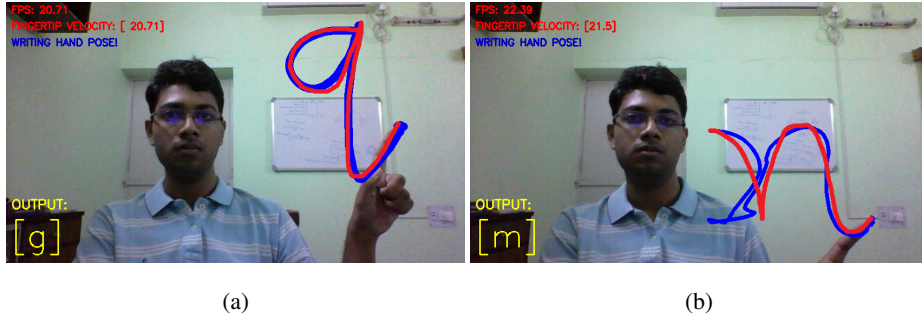 FPS: 20.71
FINGERTIP VELOCITY: [ 20.71]
WRITING HAND POSE!
OUTPUT:
[g]
(a)
FPS: 22.39
FINGERTIP VELOCITY: [21.5]
WRITING HAND POSE!
OUTPUT:
[m]
(b)